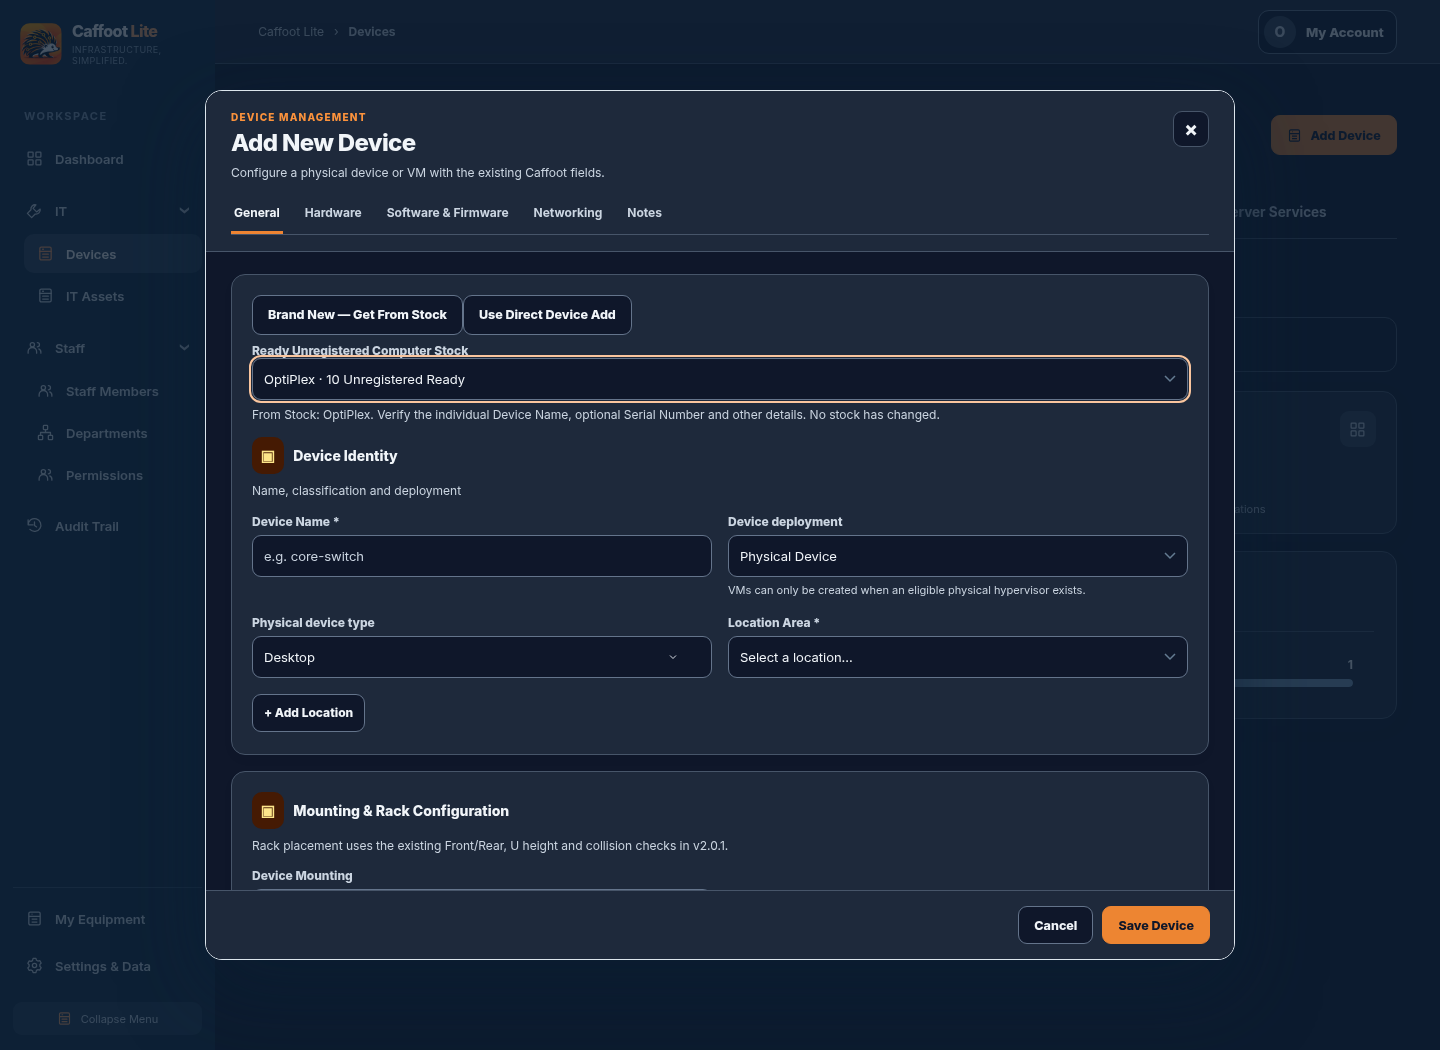 Caffoot Lite
INFRASTRUCTURE,
SIMPLIFIED.
Caffoot Lite › Devices
O My Account
WORKSPACE
Dashboard
IT
Devices
IT Assets
Staff
Staff Members
Departments
Permissions
Audit Trail
My Equipment
Settings & Data
Collapse Menu
Add Device
erver Services
ations
1
DEVICE MANAGEMENT
Add New Device
×
Configure a physical device or VM with the existing Caffoot fields.
General Hardware Software & Firmware Networking Notes
Brand New — Get From Stock Use Direct Device Add
Ready Unregistered Computer Stock
OptiPlex · 10 Unregistered Ready
From Stock: OptiPlex. Verify the individual Device Name, optional Serial Number and other details. No stock has changed.
Device Identity
Name, classification and deployment
Device Name * Device deployment
e.g. core-switch Physical Device
VMs can only be created when an eligible physical hypervisor exists.
Physical device type Location Area *
Desktop Select a location...
+ Add Location
Mounting & Rack Configuration
Rack placement uses the existing Front/Rear, U height and collision checks in v2.0.1.
Device Mounting
Cancel Save Device